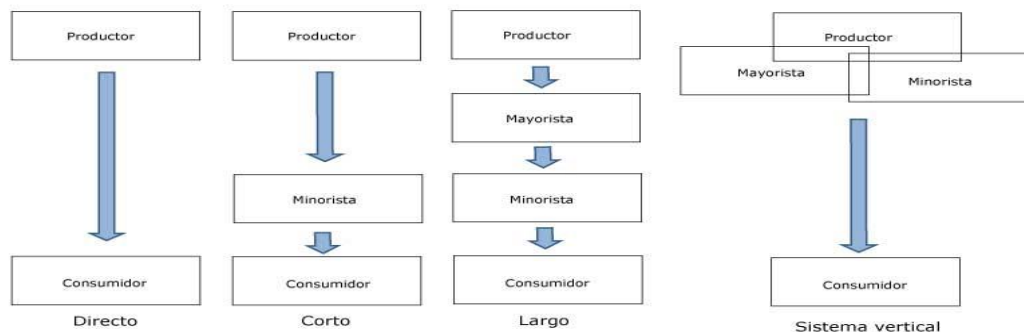 Productor
Consumidor
Directo
Productor
Minorista
Consumidor
Corto
Productor
Mayorista
Minorista
Consumidor
Largo
Productor
Mayorista
Minorista
Consumidor
Sistema vertical